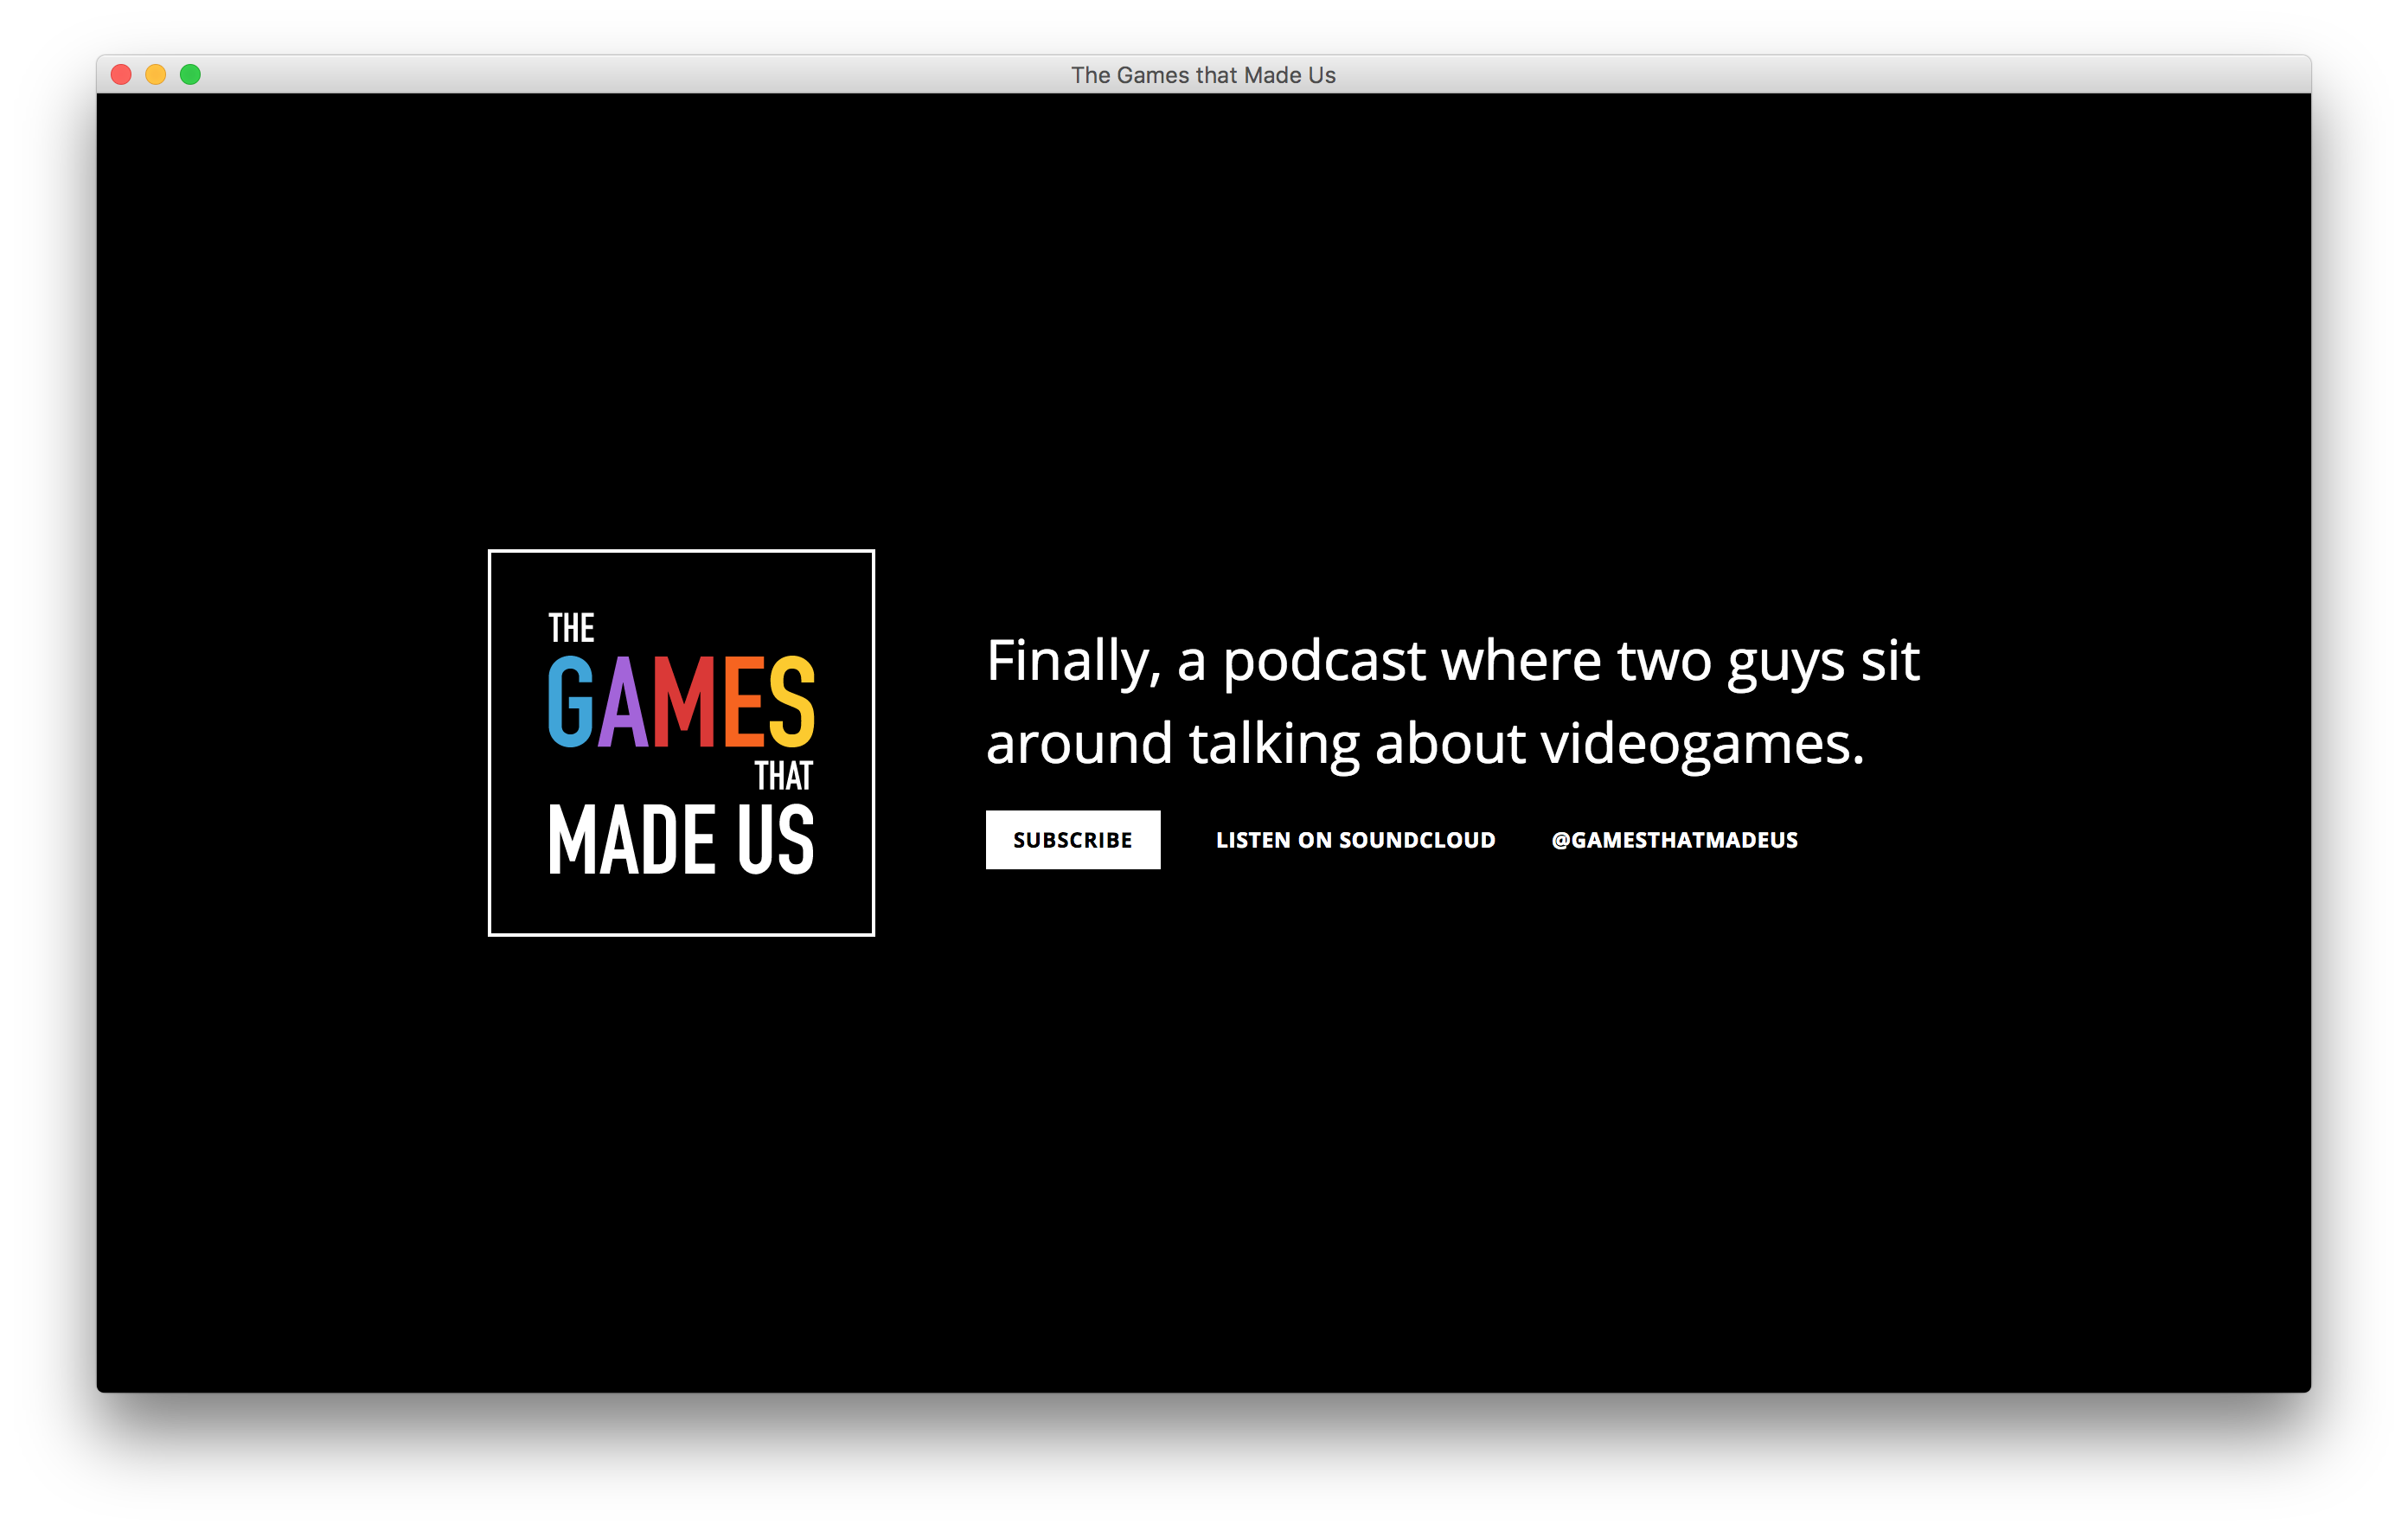 The Games that Made Us
THE
GAMES
THAT
MADE US
Finally, a podcast where two guys sit
around talking about videogames.
SUBSCRIBE
LISTEN ON SOUNDCLOUD
@GAMESTHATMADEUS